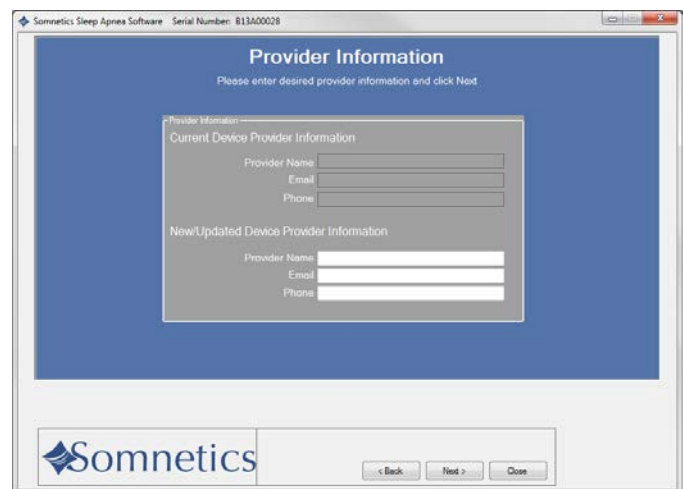 Somnetics Sleep Apnea Software Serial Number: B13A00028
Provider Information
Please enter desired provider information and click Next
Provider Information
Current Device Provider Information
Provider Name
Email
Phone
New/Updated Device Provider Information
Provider Name
Email
Phone
Somnetics
< Back Next > Close